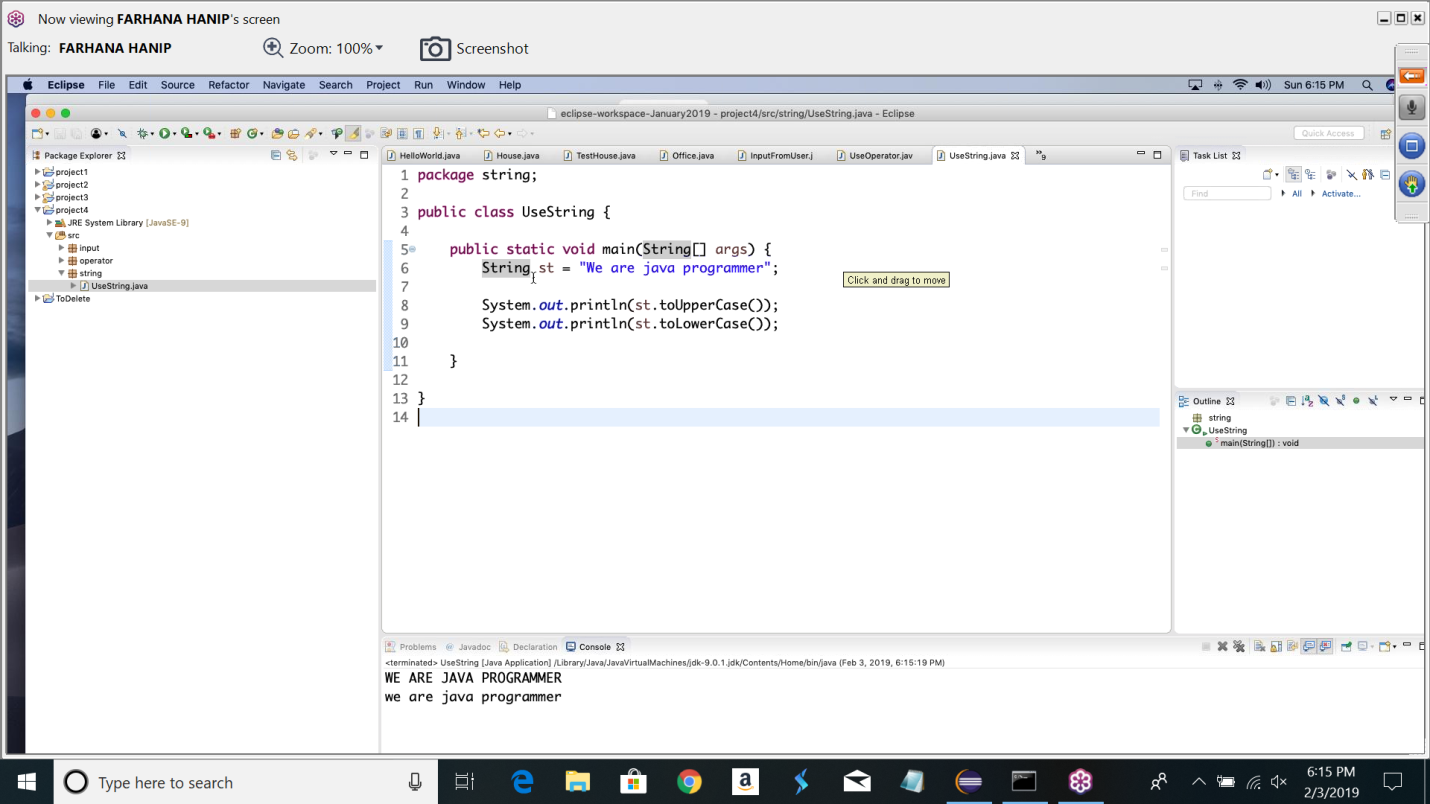 Now viewing FARHANA HANIP's screen
Talking: FARHANA HANIP
Zoom: 100%
Screenshot
Eclipse File Edit Source Refactor Navigate Search Project Run Window Help
Sun 6:15 PM
eclipse-workspace-January2019 - project4/src/string/UseString.java - Eclipse
Quick Access
Package Explorer
project1
project2
project3
project4
JRE System Library [JavaSE-9]
src
input
operator
string
UseString.java
ToDelete
HelloWorld.java House.java TestHouse.java Office.java InputFromUser.j UseOperator.jav UseString.java »9
1 package string;
2
3 public class UseString {
4
5 public static void main(String[] args) {
6 String st = "We are java programmer";
7
8 System.out.println(st.toUpperCase());
9 System.out.println(st.toLowerCase());
10
11 }
12
13 }
14
Click and drag to move
Task List
Find All Activate...
Outline
string
UseString
main(String[]) : void
Problems Javadoc Declaration Console
<terminated> UseString [Java Application] /Library/Java/JavaVirtualMachines/jdk-9.0.1.jdk/Contents/Home/bin/java (Feb 3, 2019, 6:15:19 PM)
WE ARE JAVA PROGRAMMER
we are java programmer
Type here to search
6:15 PM
2/3/2019